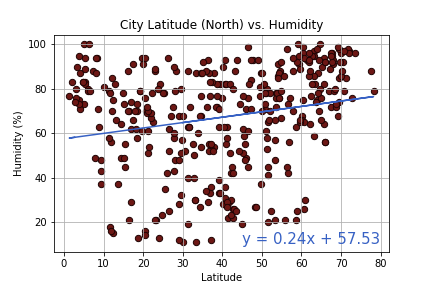 City Latitude (North) vs. Humidity
100
80
60
40
20
Humidity (%)
y = 0.24x + 57.53
0 10 20 30 40 50 60 70 80
Latitude